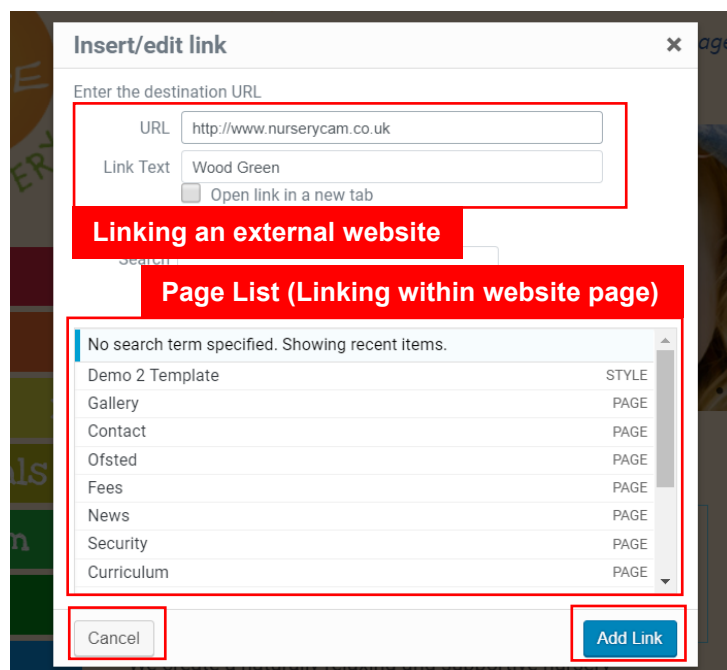 Insert/edit link ×
Enter the destination URL
URL http://www.nurserycam.co.uk
Link Text Wood Green
Open link in a new tab
Linking an external website
Search
Page List (Linking within website page)
No search term specified. Showing recent items.
Demo 2 Template STYLE
Gallery PAGE
Contact PAGE
Ofsted PAGE
Fees PAGE
News PAGE
Security PAGE
Curriculum PAGE
Cancel Add Link